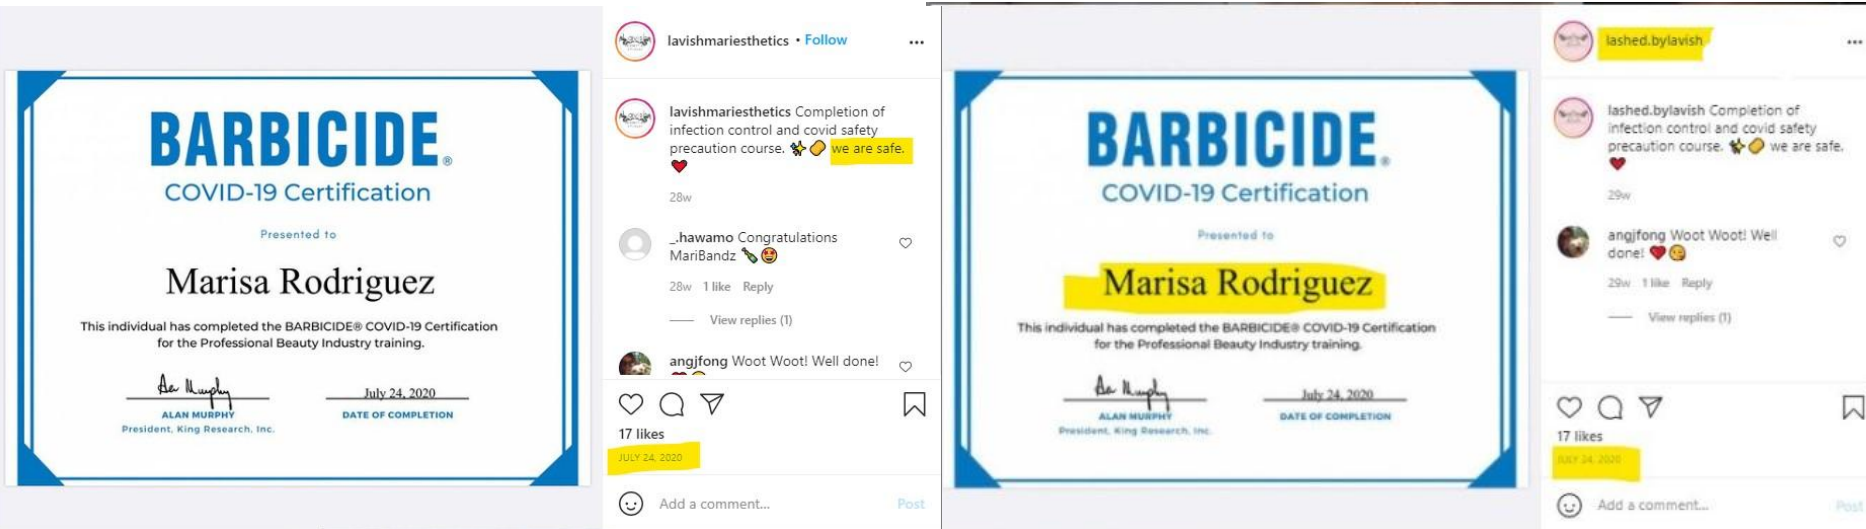 BARBICIDE®
COVID-19 Certification
Presented to
Marisa Rodriguez
This individual has completed the BARBICIDE® COVID-19 Certification
for the Professional Beauty Industry training.
July 24, 2020
ALAN MURPHY
DATE OF COMPLETION
President, King Research, Inc.
lavishmariesthetics • Follow
lavishmariesthetics Completion of
infection control and covid safety
precaution course. ✨🧼 we are safe.
❤️
28w
_.hawamo Congratulations
MariBandz 🍾😍
28w 1 like Reply
View replies (1)
angjfong Woot Woot! Well done!
17 likes
JULY 24, 2020
Add a comment...
Post
BARBICIDE®
COVID-19 Certification
Presented to
Marisa Rodriguez
This individual has completed the BARBICIDE® COVID-19 Certification
for the Professional Beauty Industry training.
July 24, 2020
ALAN MURPHY
DATE OF COMPLETION
President, King Research, Inc.
lashed.bylavish
lashed.bylavish Completion of
infection control and covid safety
precaution course. ✨🧼 we are safe.
❤️
29w
angjfong Woot Woot! Well
done! ❤️😘
29w 1 like Reply
View replies (1)
17 likes
JULY 24, 2020
Add a comment...
Post